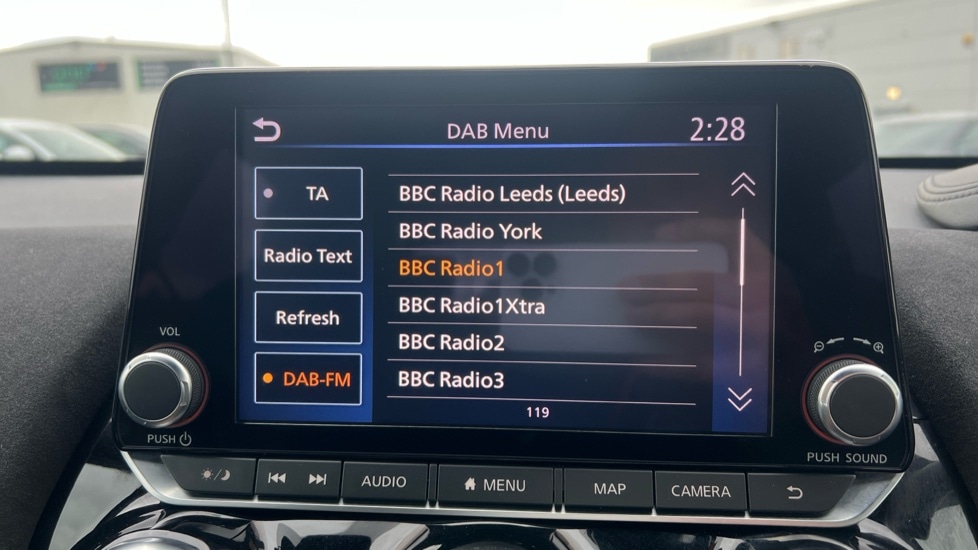 DAB Menu
2:28
TA
Radio Text
Refresh
DAB-FM
BBC Radio Leeds (Leeds)
BBC Radio York
BBC Radio1
BBC Radio1Xtra
BBC Radio2
BBC Radio3
119
VOL
PUSH
PUSH SOUND
AUDIO
MENU
MAP
CAMERA